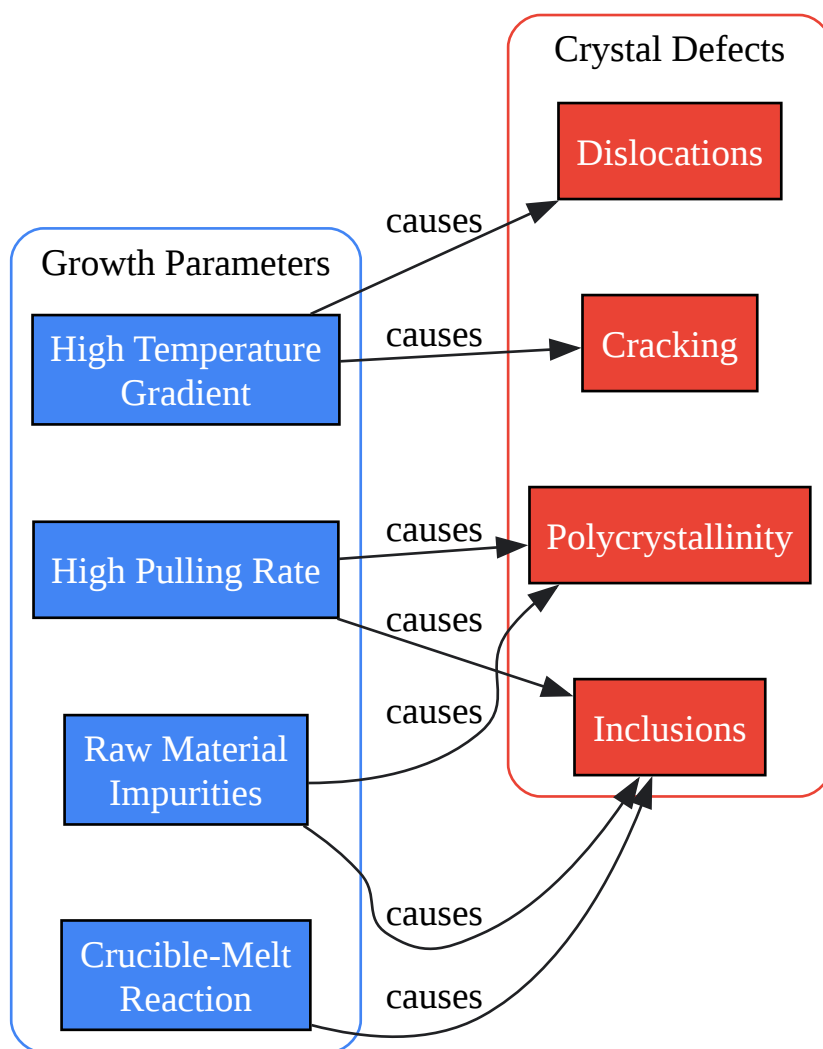 Crystal Defects
Dislocations
causes
Growth Parameters
causes
High Temperature
Gradient
Cracking
causes
Polycrystallinity
High Pulling Rate
causes
causes
Inclusions
Raw Material
Impurities
causes
Crucible-Melt
Reaction
causes